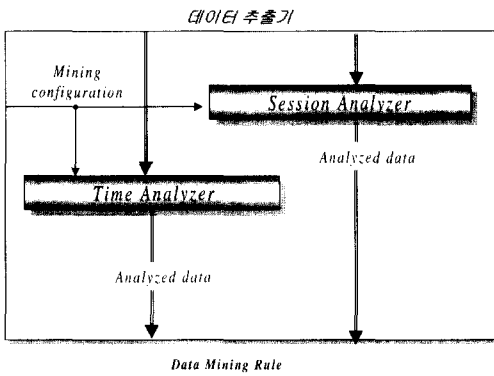 데이터 추출기
Mining
configuration
Session Analyzer
Analyzed data
Time Analyzer
Analyzed data
Data Mining Rule